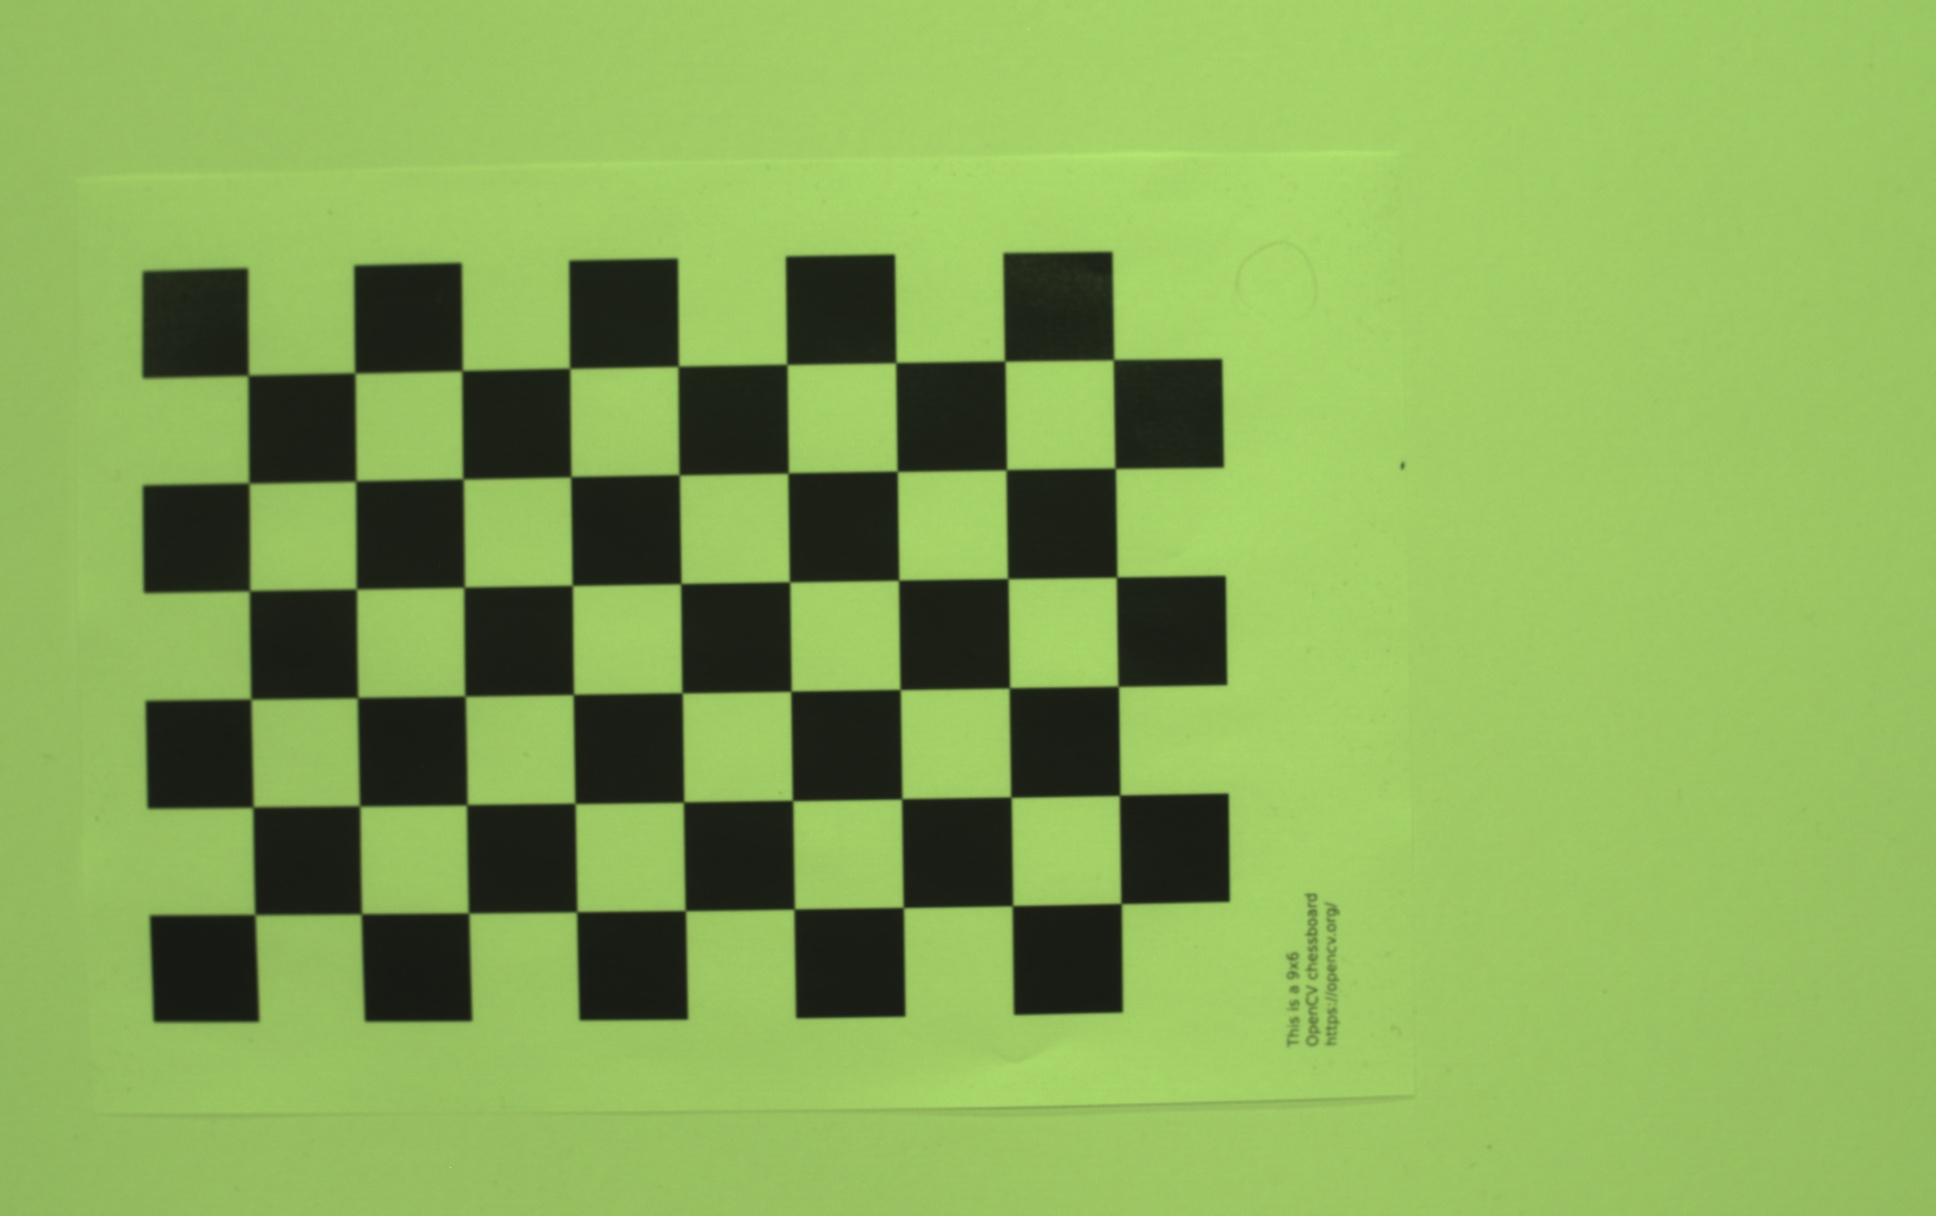 This is a 9x6
OpenCV chessboard
https://opencv.org/